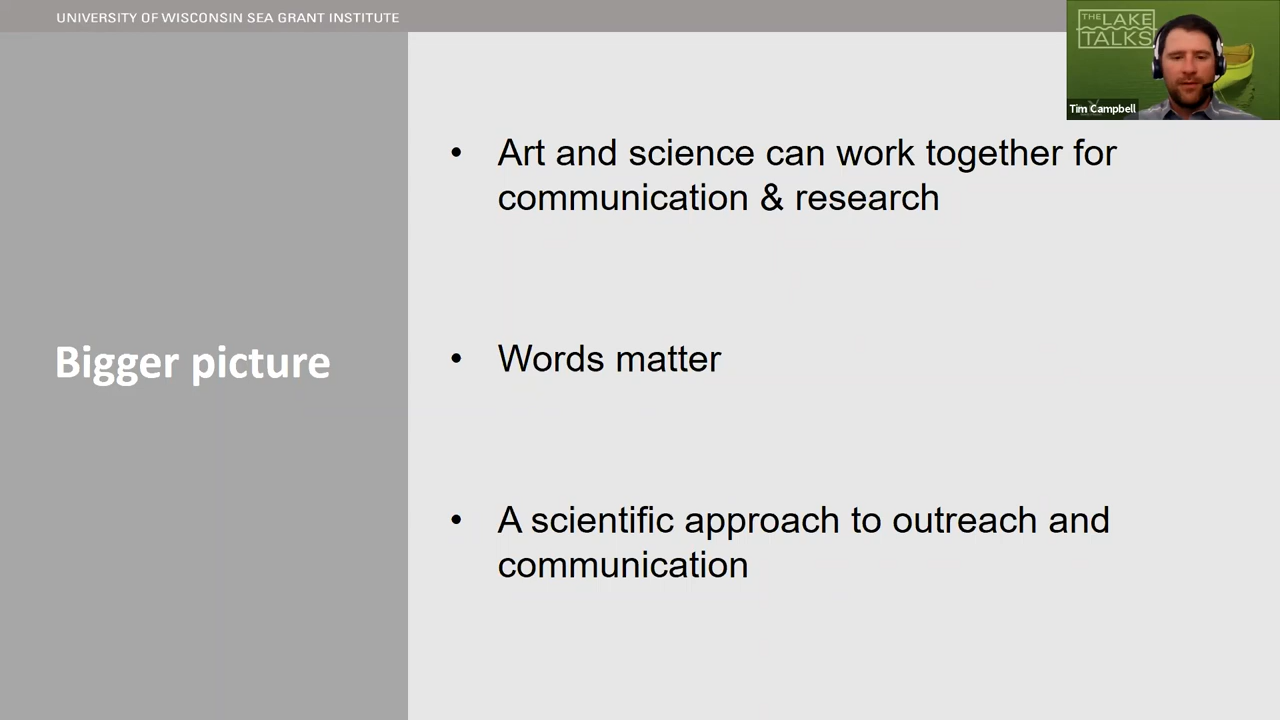 UNIVERSITY OF WISCONSIN SEA GRANT INSTITUTE
THE LAKE
TALKS
Tim Campbell
Bigger picture
• Art and science can work together for
communication & research
• Words matter
• A scientific approach to outreach and
communication